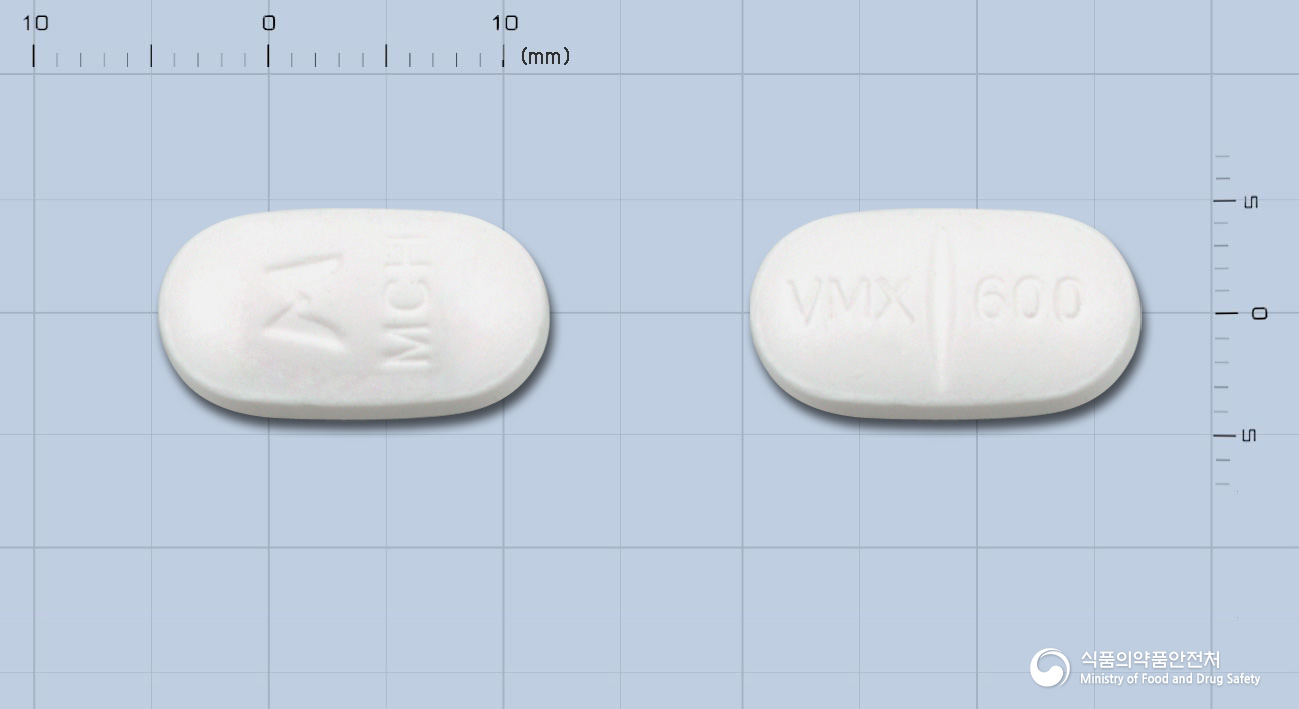 10 0 10 (mm)
MCH
VMX 600
5
0
5
식품의약품안전처
Ministry of Food and Drug Safety